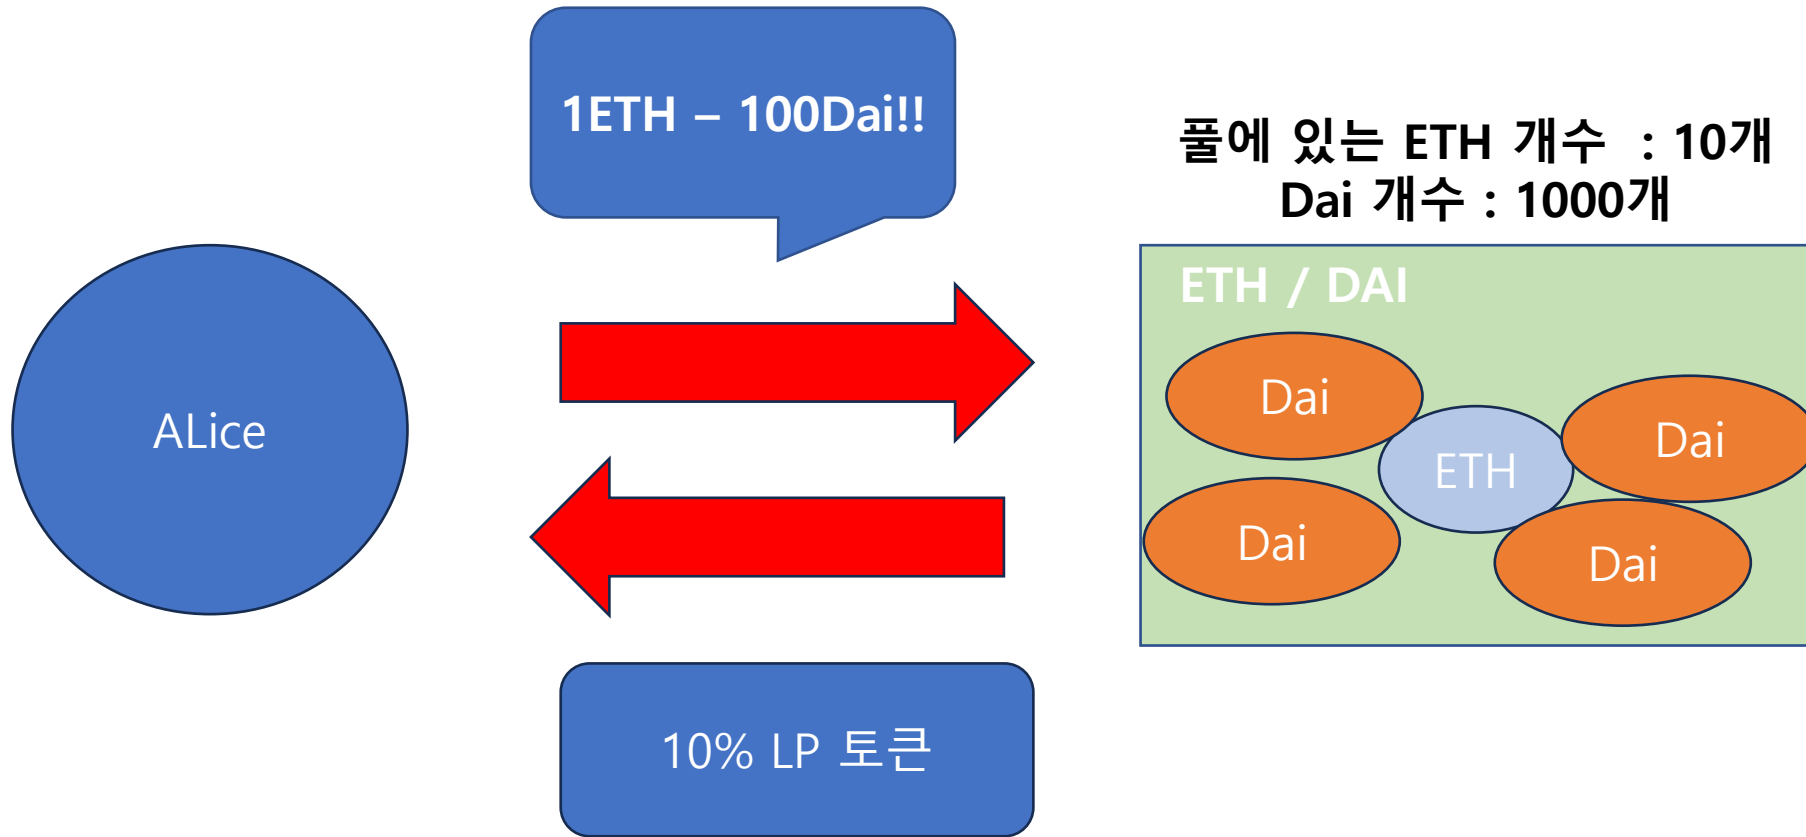 1ETH – 100Dai!!
풀에 있는 ETH 개수 : 10개
Dai 개수 : 1000개
ETH / DAI
Dai
Dai
ETH
ALice
Dai
Dai
10% LP 토큰